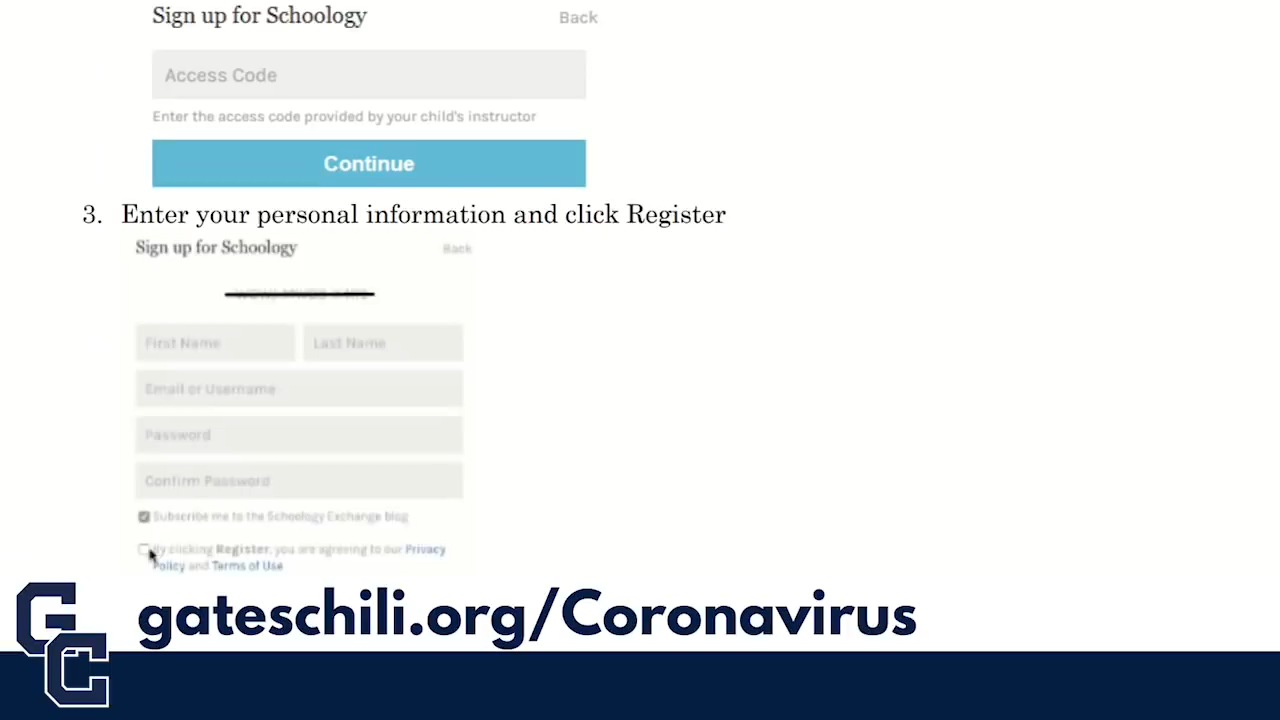 Sign up for Schoology Back
Access Code
Enter the access code provided by your child's instructor
Continue
3. Enter your personal information and click Register
Sign up for Schoology Back
First Name Last Name
Email or Username
Password
Confirm Password
Subscribe me to the Schoology Exchange blog
By clicking Register, you are agreeing to our Privacy
Policy and Terms of Use
GC
gateschili.org/Coronavirus